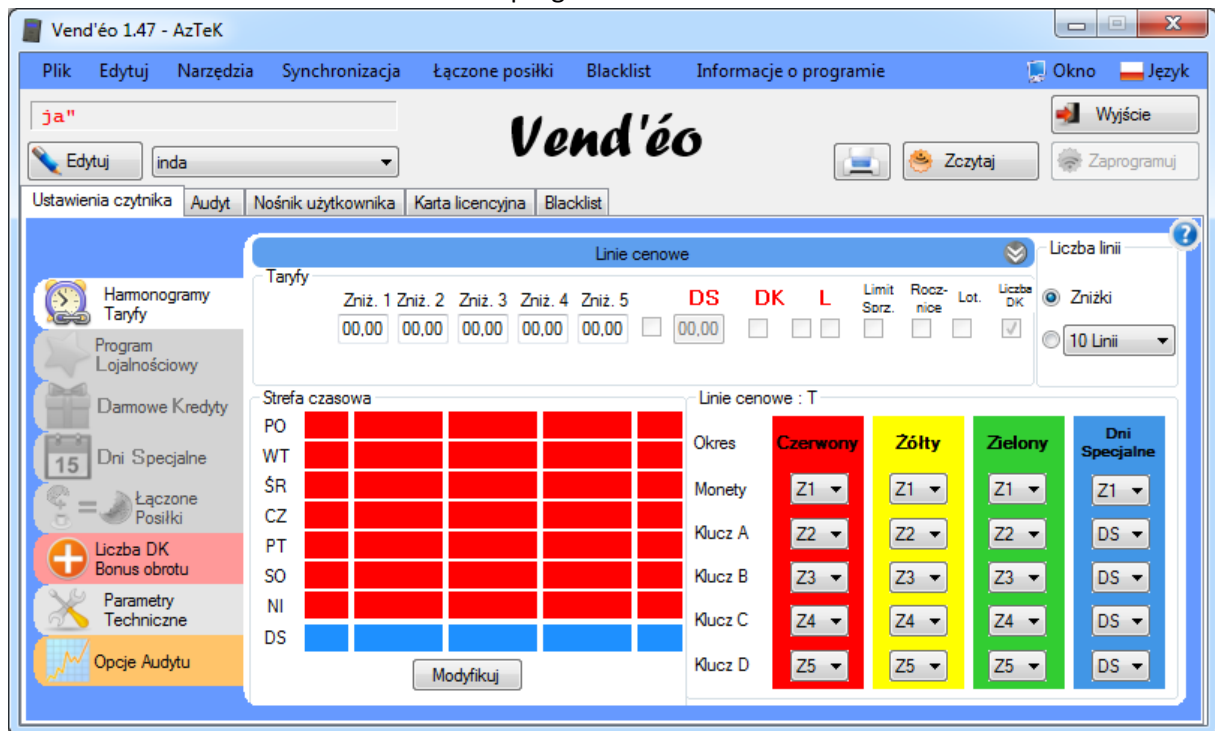 Vend'éo 1.47 - AzTeK
Plik Edytuj Narzędzia Synchronizacja Łączone posiłki Blacklist Informacje o programie Okno Język
ja"
Vend'éo
Wyjście
Edytuj inda Zczytaj Zaprogramuj
Ustawienia czytnika Audyt Nośnik użytkownika Karta licencyjna Blacklist
Linie cenowe
Liczba linii
Zniżki
10 Linii
Harmonogramy
Taryfy
Program
Lojalnościowy
Darmowe Kredyty
15 Dni Specjalne
Łączone
Posiłki
Liczba DK
Bonus obrotu
Parametry
Techniczne
Opcje Audytu
Taryfy
Zniż. 1 Zniż. 2 Zniż. 3 Zniż. 4 Zniż. 5 DS DK L Limit Sprz. Rocz-nice Lot. Liczba DK
00,00 00,00 00,00 00,00 00,00 00,00
Strefa czasowa
PO
WT
ŚR
CZ
PT
SO
NI
DS
Modyfikuj
Linie cenowe : T
Okres Czerwony Żółty Zielony Dni Specjalne
Monety Z1 Z1 Z1 Z1
Klucz A Z2 Z2 Z2 DS
Klucz B Z3 Z3 Z3 DS
Klucz C Z4 Z4 Z4 DS
Klucz D Z5 Z5 Z5 DS